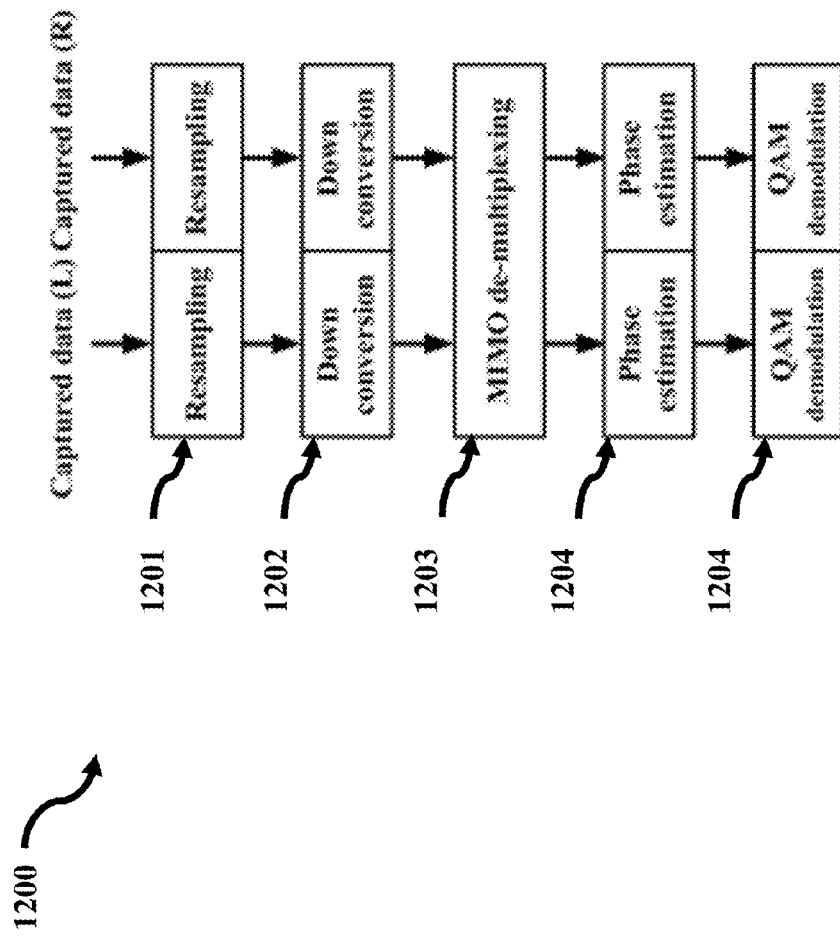 1200
Captured data (L) Captured data (R)
1201
Resampling
Resampling
1202
Down
conversion
Down
conversion
1203
MIMO de-multiplexing
1204
Phase
estimation
Phase
estimation
1204
QAM
demodulation
QAM
demodulation